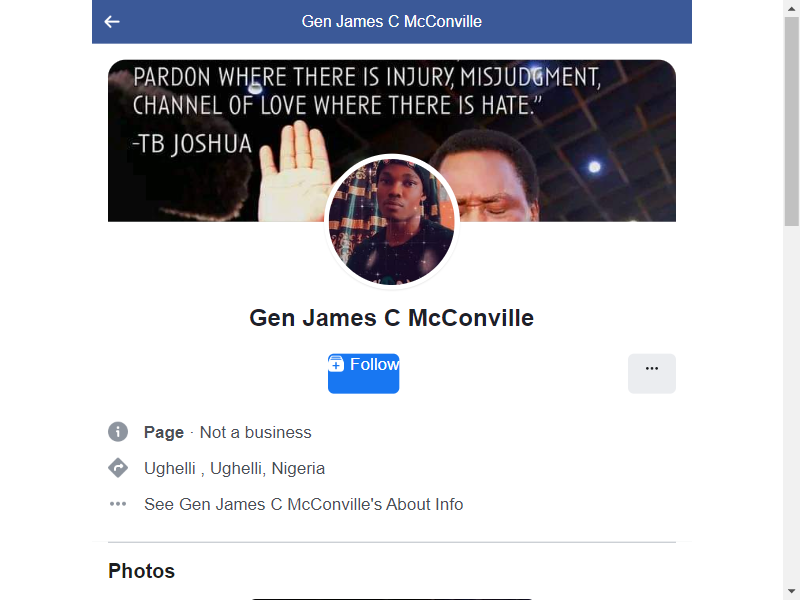 Gen James C McConville
PARDON WHERE THERE IS INJURY, MISJUDGMENT,
CHANNEL OF LOVE WHERE THERE IS HATE.”
-TB JOSHUA
Gen James C McConville
Follow
Page · Not a business
Ughelli , Ughelli, Nigeria
See Gen James C McConville's About Info
Photos